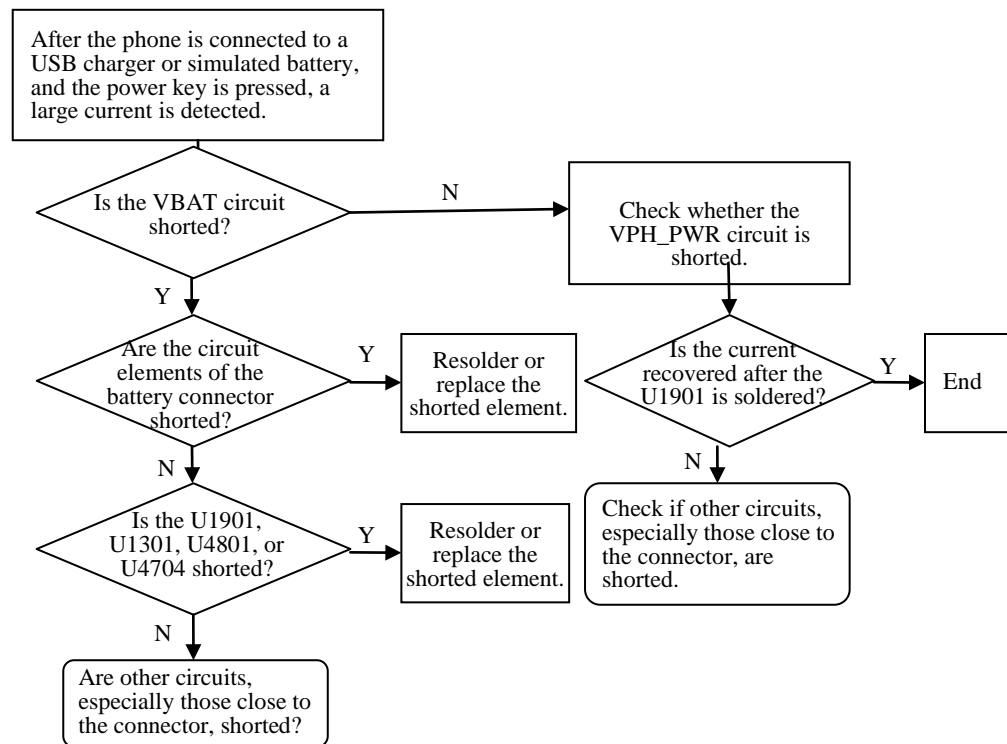 After the phone is connected to a
USB charger or simulated battery,
and the power key is pressed, a
large current is detected.
Is the VBAT circuit
shorted?
N
Check whether the
VPH_PWR circuit is
shorted.
Y
Are the circuit
elements of the
battery connector
shorted?
Y
Resolder or
replace the
shorted element.
Is the current
recovered after the
U1901 is soldered?
Y
End
N
N
Is the U1901,
U1301, U4801, or
U4704 shorted?
Y
Resolder or
replace the
shorted element.
Check if other circuits,
especially those close to
the connector, are
shorted.
N
Are other circuits,
especially those close to
the connector, shorted?